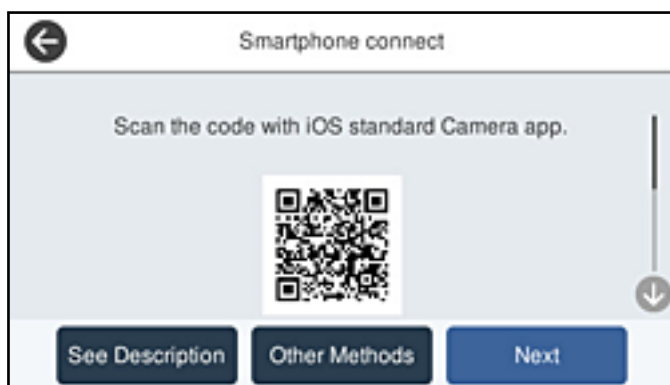 Smartphone connect
Scan the code with iOS standard Camera app.
See Description
Other Methods
Next